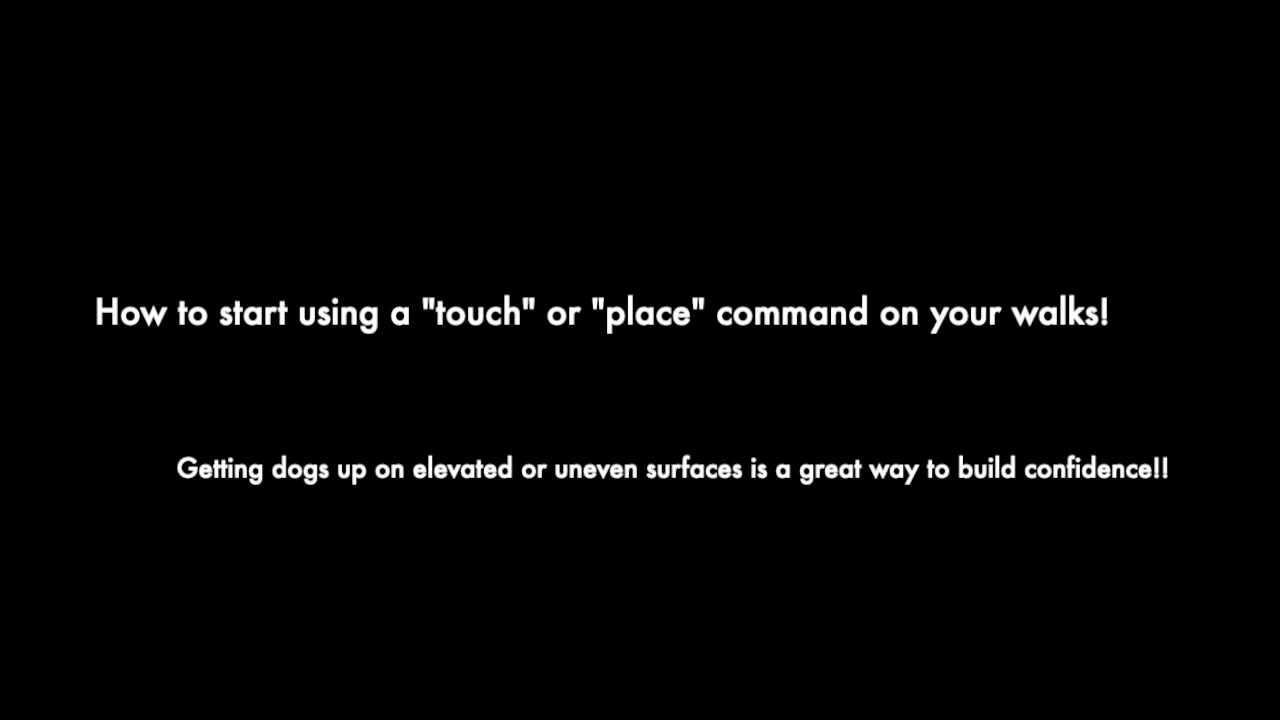 How to start using a "touch" or "place" command on your walks!
Getting dogs up on elevated or uneven surfaces is a great way to build confidence!!